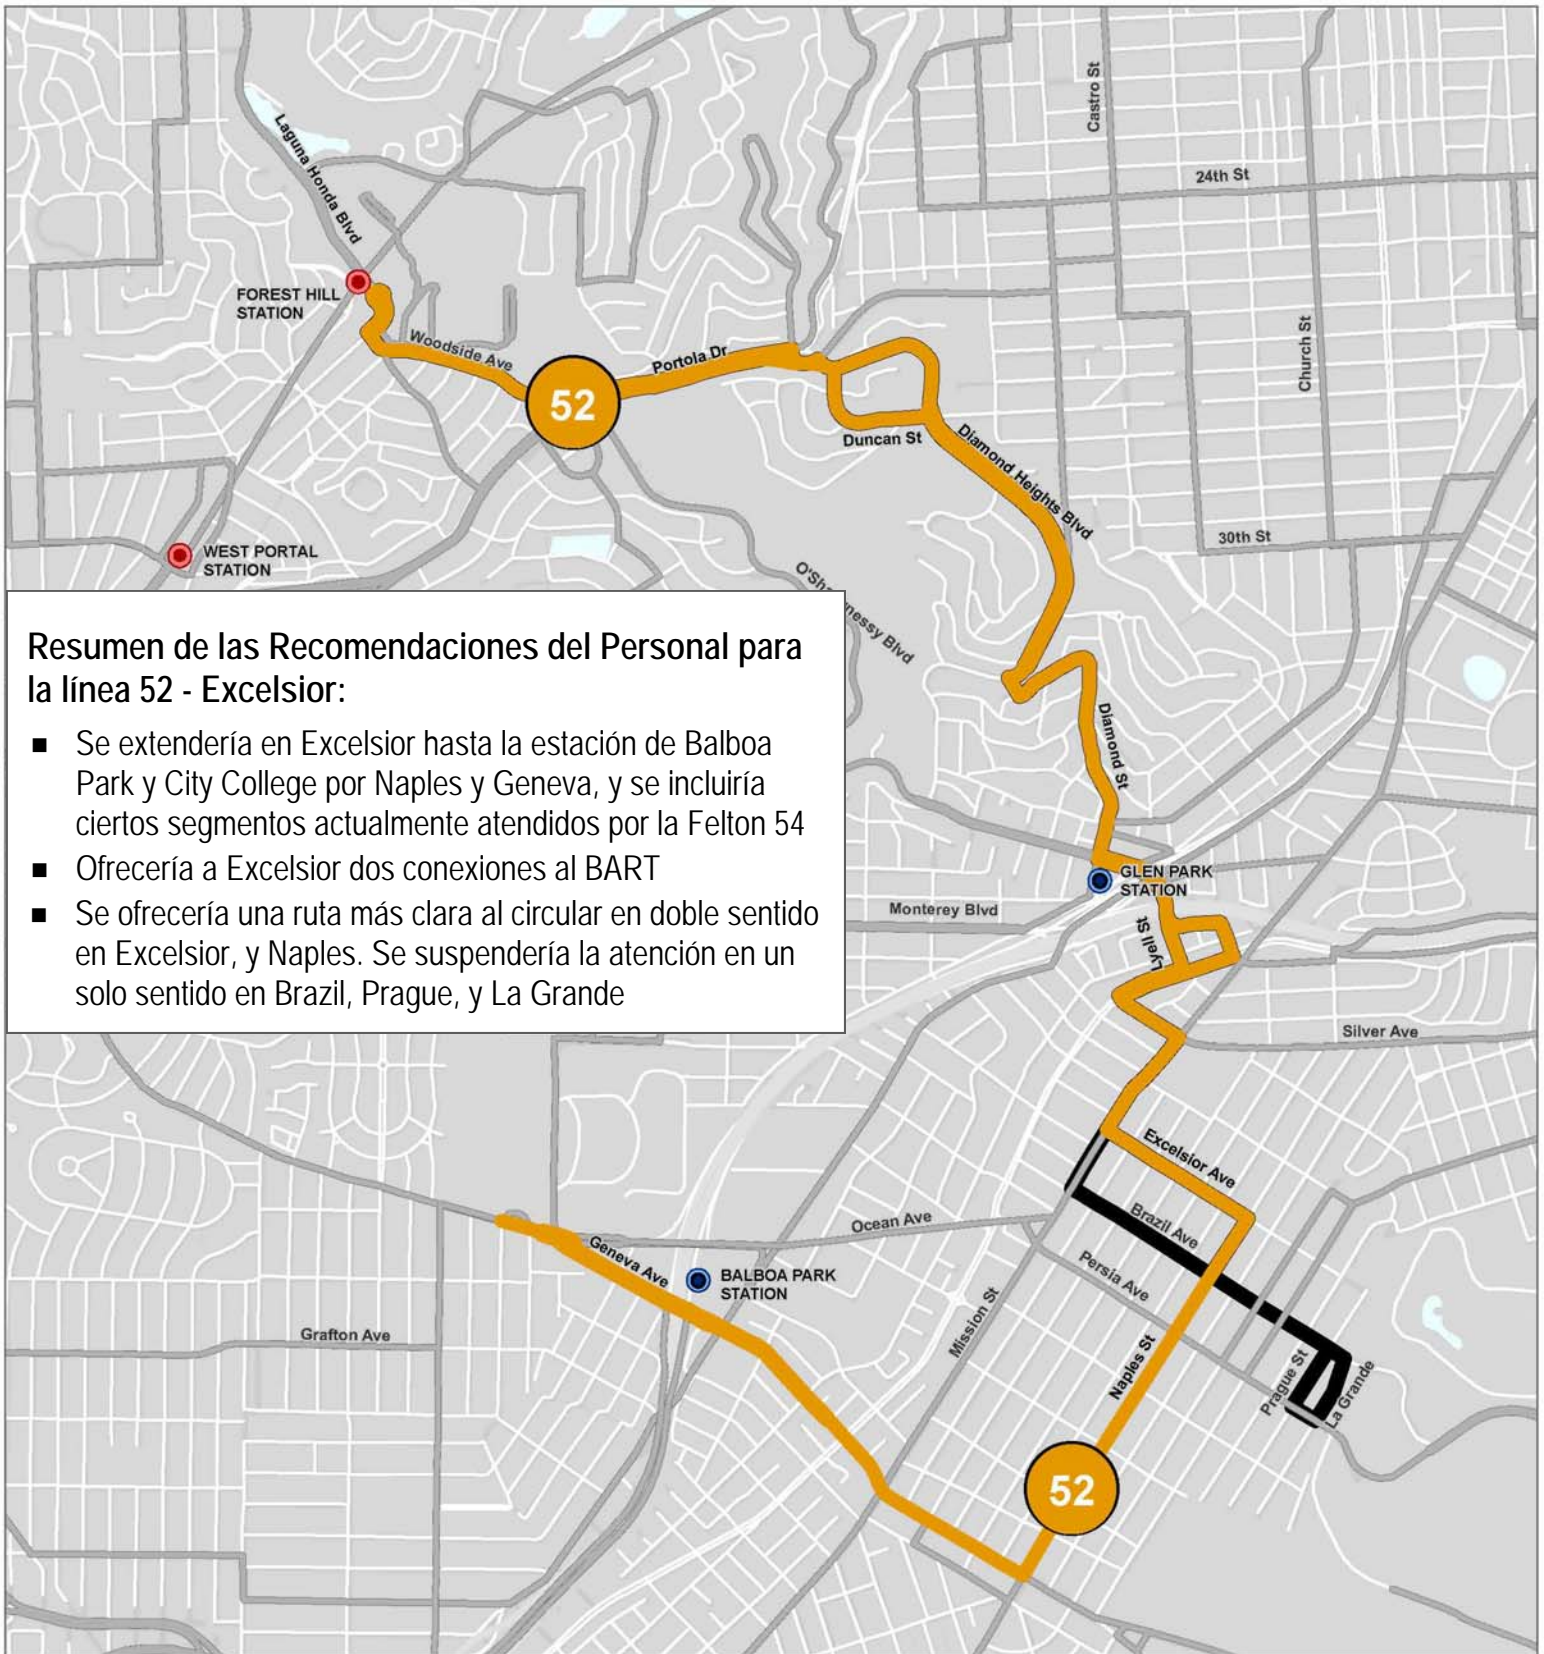 Castro St
24th St
Laguna Honda Blvd
FOREST HILL
STATION
Woodside Ave
Portola Dr
Church St
52
Duncan St
Diamond Heights Blvd
30th St
WEST PORTAL
STATION
O'Sh nessy Blvd
Resumen de las Recomendaciones del Personal para
la línea 52 - Excelsior:
■ Se extendería en Excelsior hasta la estación de Balboa
Park y City College por Naples y Geneva, y se incluiría
ciertos segmentos actualmente atendidos por la Felton 54
■ Ofrecería a Excelsior dos conexiones al BART
■ Se ofrecería una ruta más clara al circular en doble sentido
en Excelsior, y Naples. Se suspendería la atención en un
solo sentido en Brazil, Prague, y La Grande
Diamond St
GLEN PARK
STATION
Monterey Blvd
Lyell St
Silver Ave
Excelsior Ave
Brazil Ave
Ocean Ave
Geneva Ave
BALBOA PARK
STATION
Persia Ave
Mission St
Grafton Ave
Naples St
Prague St
La Grande
52